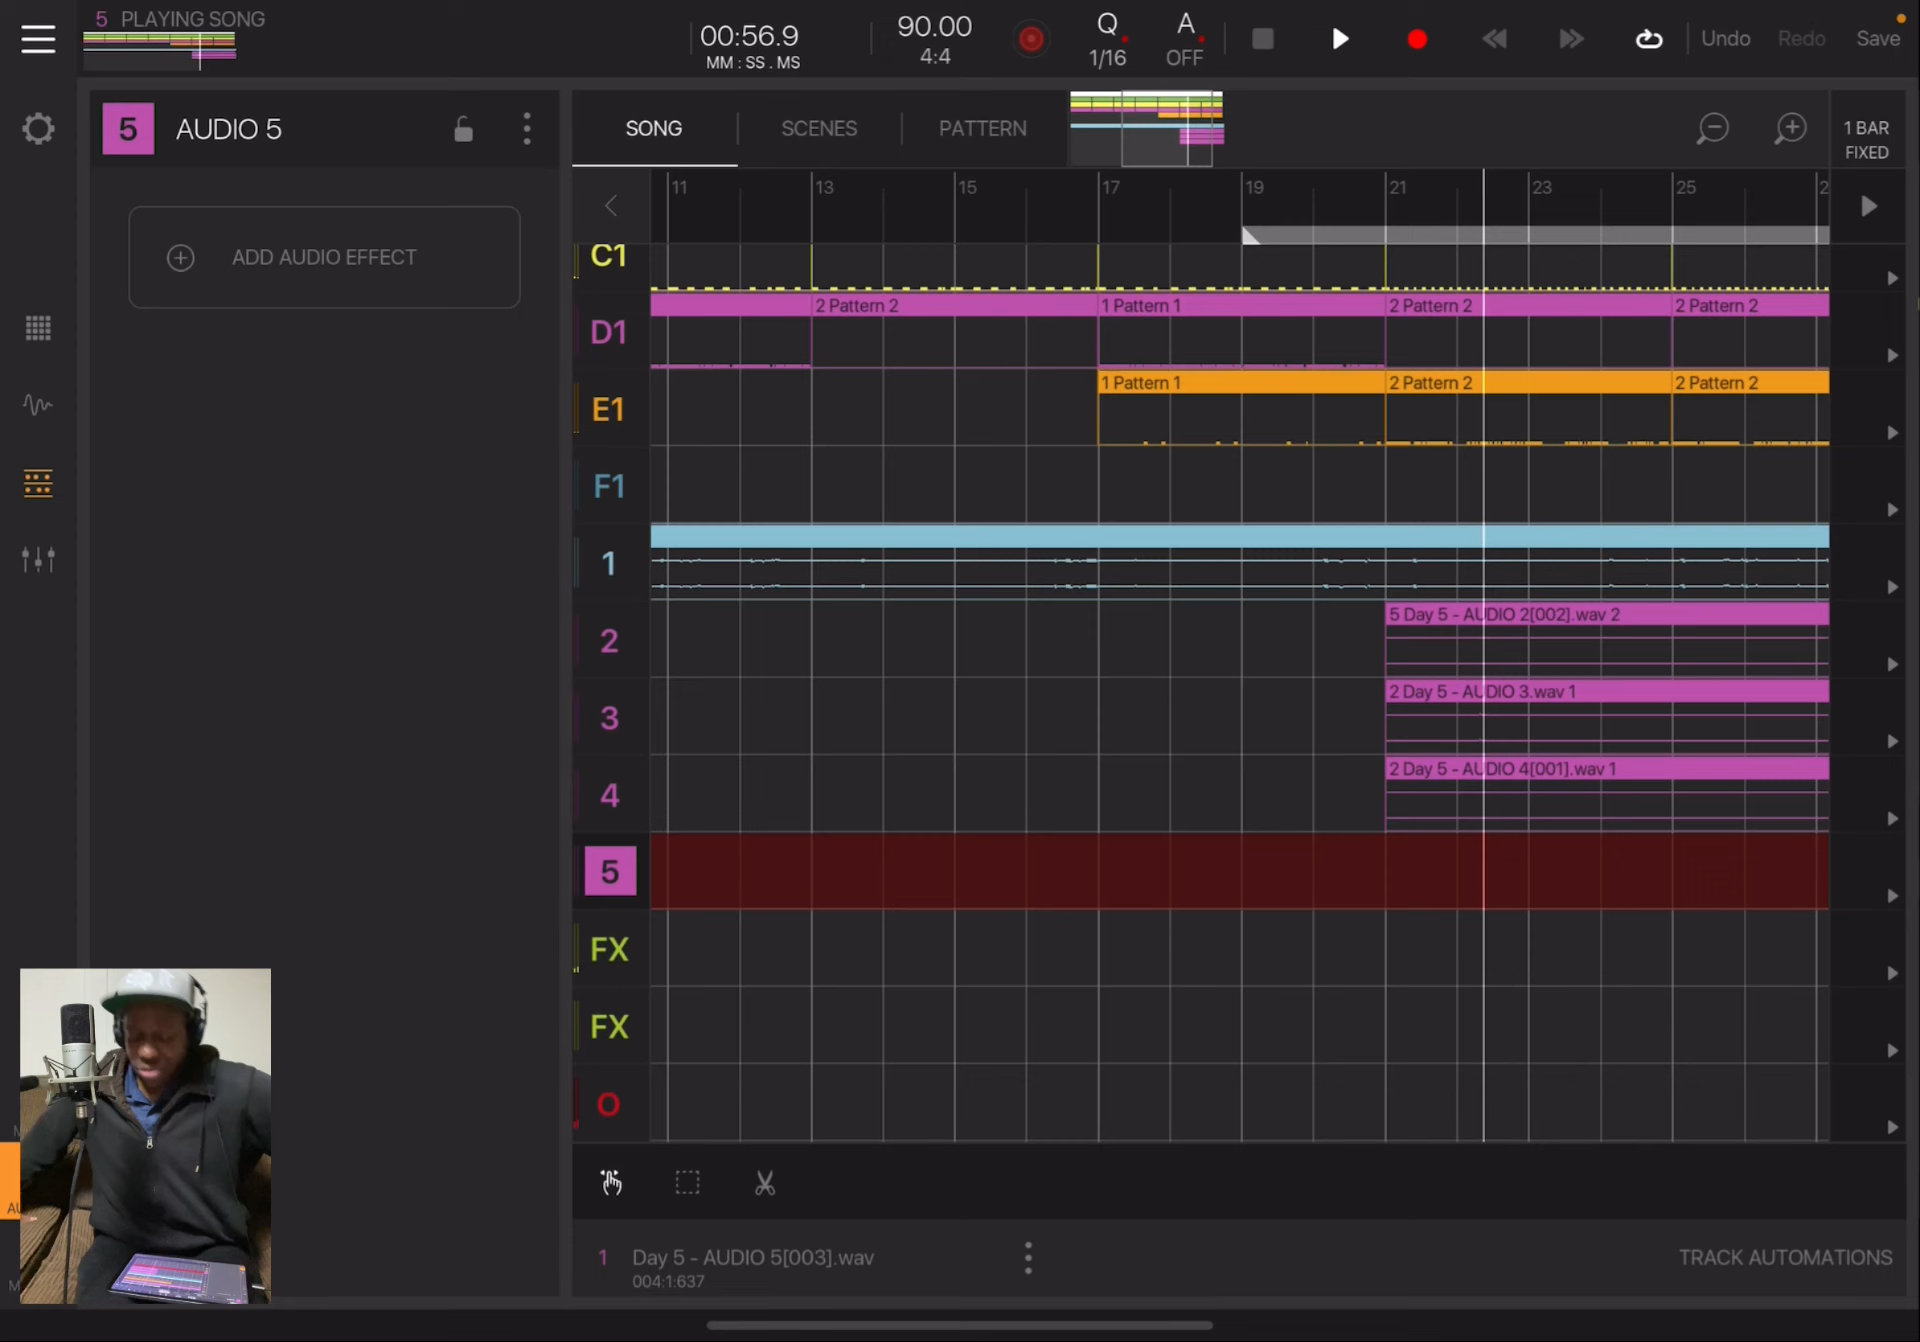 5 PLAYING SONG
00:56.9
MM : SS . MS
90.00
4:4
Q
1/16
A
OFF
Undo
Redo
Save
5
AUDIO 5
ADD AUDIO EFFECT
SONG
SCENES
PATTERN
1 BAR
FIXED
11
13
15
17
19
21
23
25
C1
D1
2 Pattern 2
1 Pattern 1
2 Pattern 2
2 Pattern 2
E1
1 Pattern 1
2 Pattern 2
2 Pattern 2
F1
1
2
5 Day 5 - AUDIO 2[002].wav 2
3
2 Day 5 - AUDIO 3.wav 1
4
2 Day 5 - AUDIO 4[001].wav 1
5
FX
FX
O
1 Day 5 - AUDIO 5[003].wav
004:1:637
TRACK AUTOMATIONS